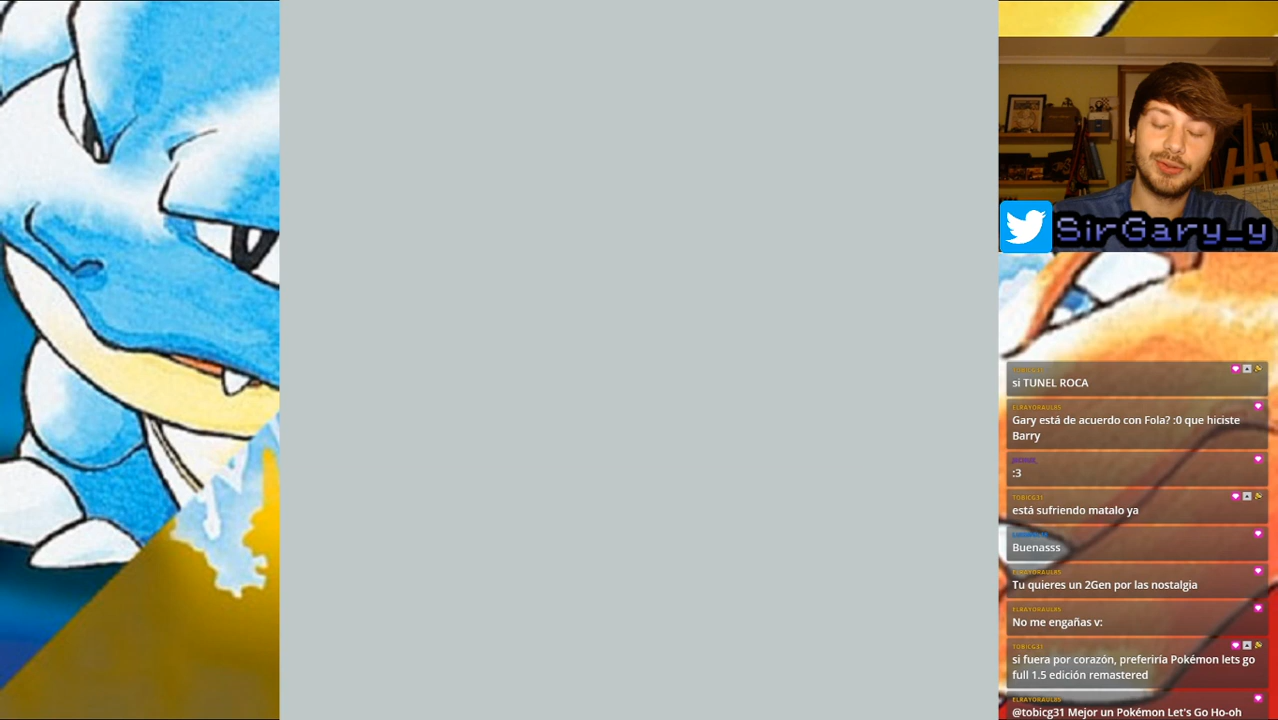 SirGary_y
TOBICG31
si TUNEL ROCA
ELRAYORAUL85
Gary está de acuerdo con Fola? :0 que hiciste
Barry
:3
TOBICG31
está sufriendo matalo ya
Buenasss
ELRAYORAUL85
Tu quieres un 2Gen por las nostalgia
ELRAYORAUL85
No me engañas v:
TOBICG31
si fuera por corazón, preferiría Pokémon lets go
full 1.5 edición remastered
ELRAYORAUL85
@tobicg31 Mejor un Pokémon Let's Go Ho-oh